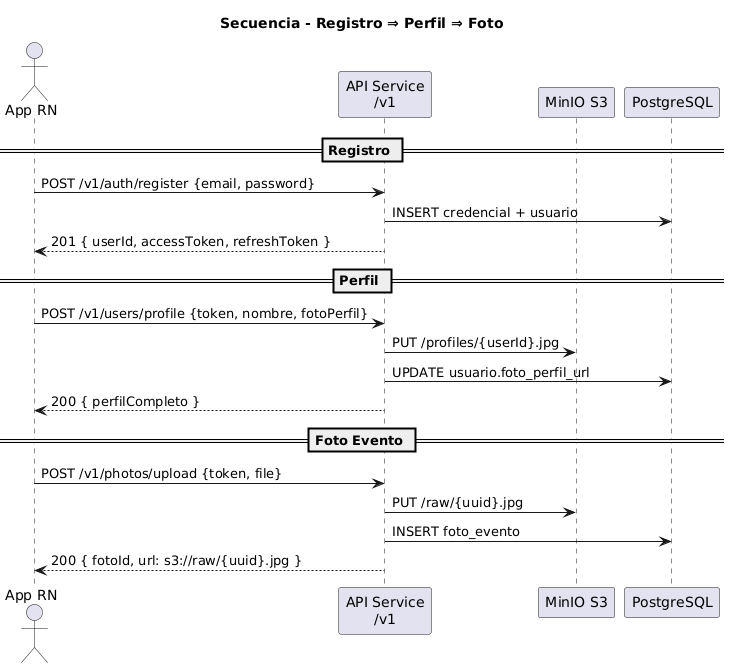 Secuencia - Registro ⇒ Perfil ⇒ Foto
App RN
API Service
/v1
MinIO S3
PostgreSQL
Registro
POST /v1/auth/register {email, password}
INSERT credencial + usuario
201 { userId, accessToken, refreshToken }
Perfil
POST /v1/users/profile {token, nombre, fotoPerfil}
PUT /profiles/{userId}.jpg
UPDATE usuario.foto_perfil_url
200 { perfilCompleto }
Foto Evento
POST /v1/photos/upload {token, file}
PUT /raw/{uuid}.jpg
INSERT foto_evento
200 { fotoId, url: s3://raw/{uuid}.jpg }
App RN
API Service
/v1
MinIO S3
PostgreSQL